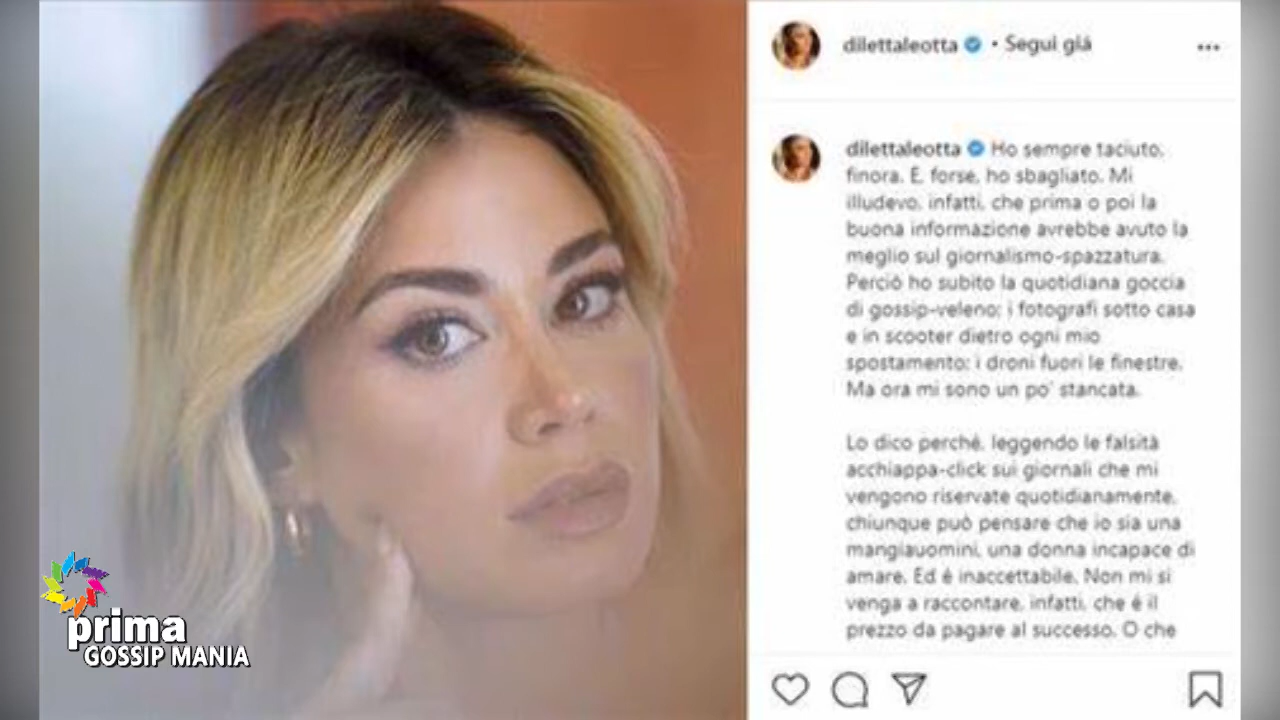 dilettaleotta • Segui giá
dilettaleotta Ho sempre taciuto,
finora. E, forse, ho sbagliato. Mi
illudevo, infatti, che prima o poi la
buona informazione avrebbe avuto la
meglio sul giornalismo-spazzatura.
Perciò ho subito la quotidiana goccia
di gossip-veleno: i fotografi sotto casa
e in scooter dietro ogni mio
spostamento; i droni fuori le finestre.
Ma ora mi sono un po' stancata.
Lo dico perché, leggendo le falsità
acchiappa-click sui giornali che mi
vengono riservate quotidianamente,
chiunque può pensare che io sia una
mangiauomini, una donna incapace di
amare. Ed è inaccettabile. Non mi si
venga a raccontare, infatti, che é il
prezzo da pagare al successo. O che
prima
GOSSIP MANIA